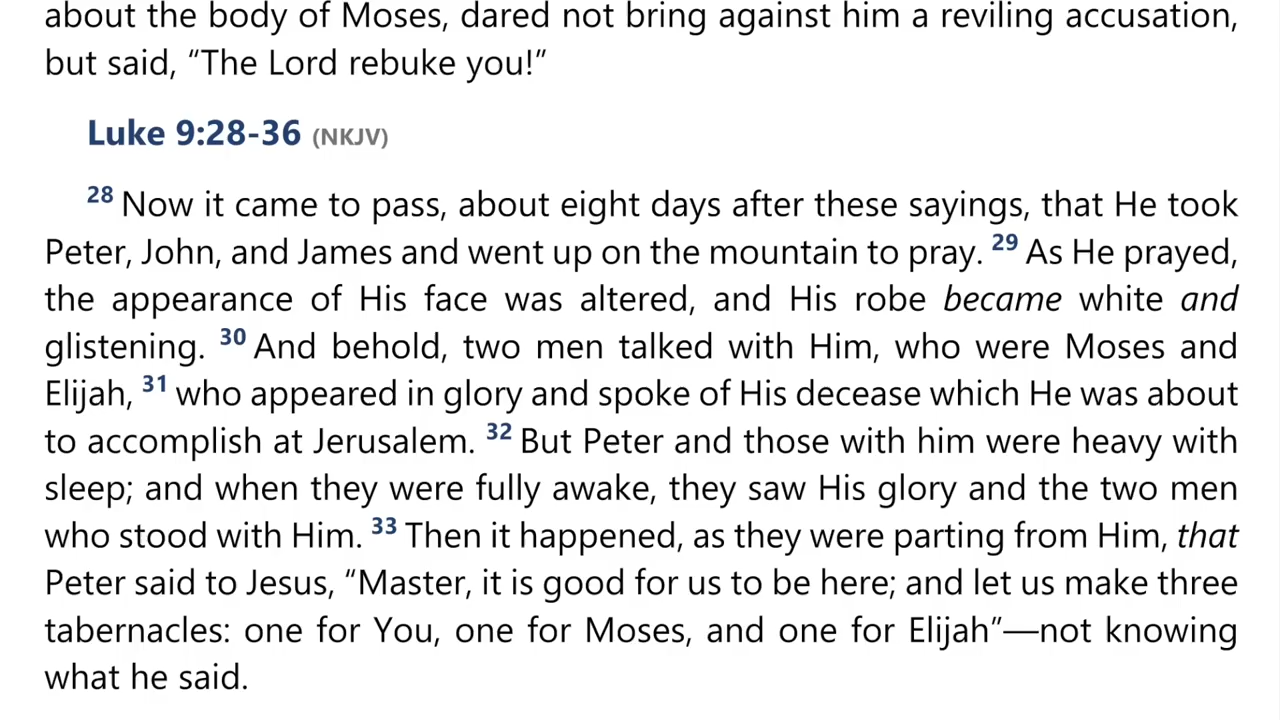 about the body of Moses, dared not bring against him a reviling accusation,
but said, “The Lord rebuke you!”
Luke 9:28-36 (NKJV)
28 Now it came to pass, about eight days after these sayings, that He took
Peter, John, and James and went up on the mountain to pray. 29 As He prayed,
the appearance of His face was altered, and His robe became white and
glistening. 30 And behold, two men talked with Him, who were Moses and
Elijah, 31 who appeared in glory and spoke of His decease which He was about
to accomplish at Jerusalem. 32 But Peter and those with him were heavy with
sleep; and when they were fully awake, they saw His glory and the two men
who stood with Him. 33 Then it happened, as they were parting from Him, that
Peter said to Jesus, “Master, it is good for us to be here; and let us make three
tabernacles: one for You, one for Moses, and one for Elijah”—not knowing
what he said.